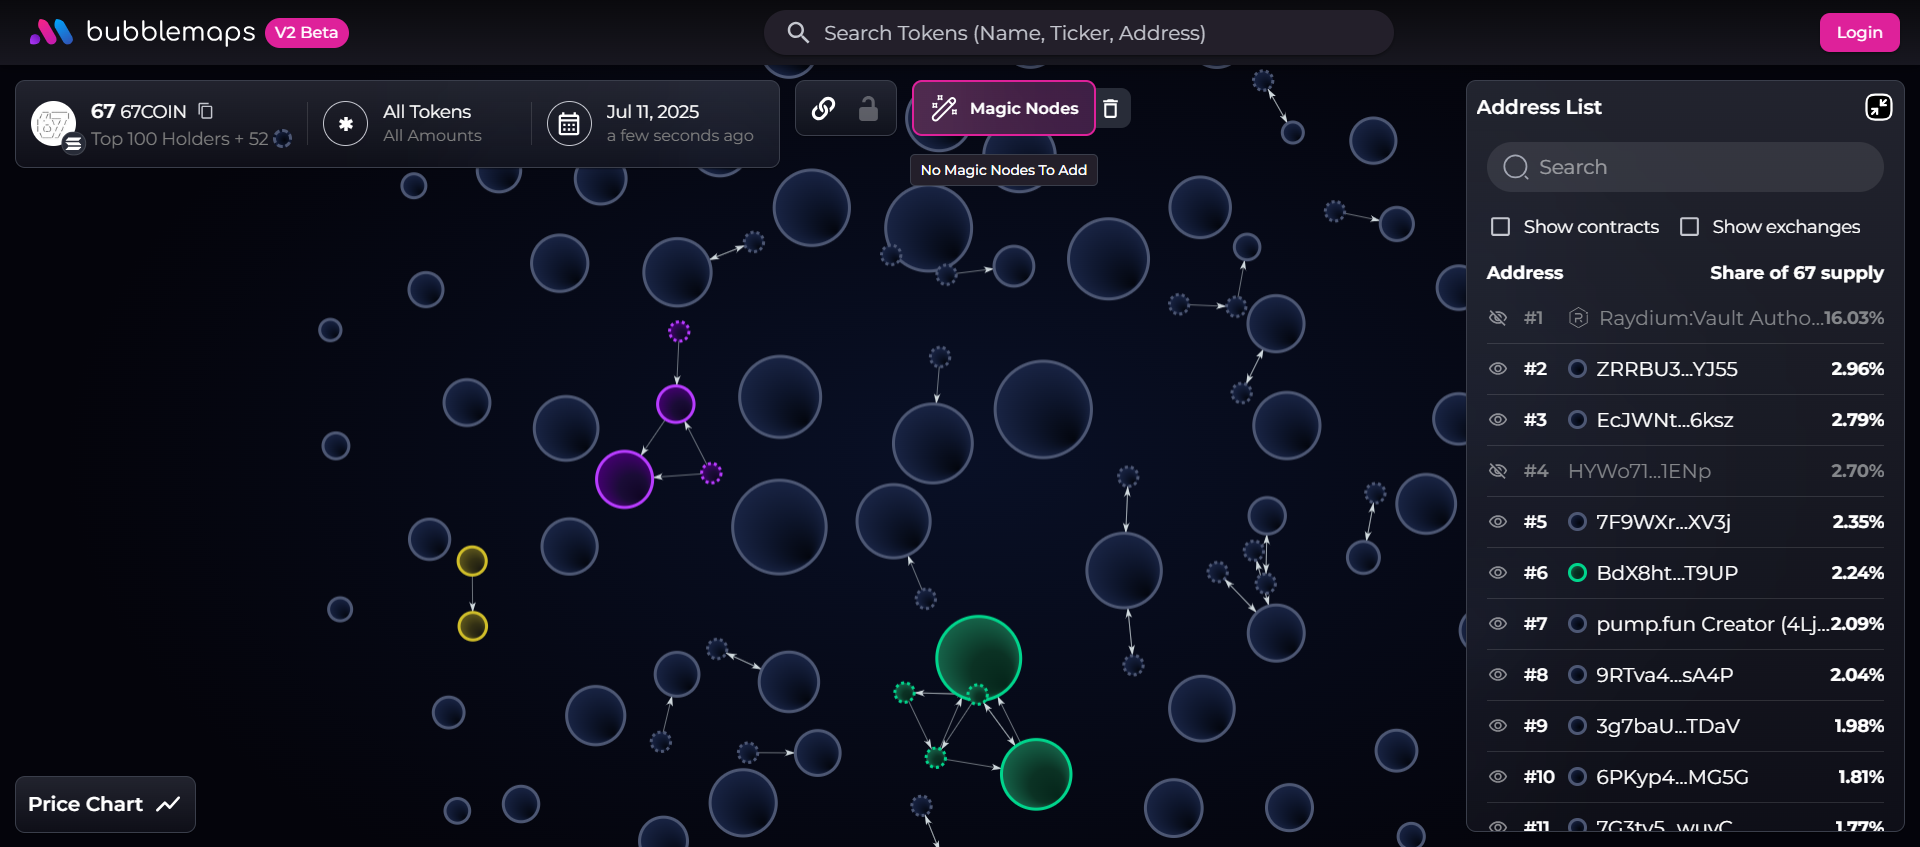 bubblemaps V2 Beta
Search Tokens (Name, Ticker, Address)
Login
67 67COIN
Top 100 Holders + 52
All Tokens
All Amounts
Jul 11, 2025
a few seconds ago
Magic Nodes
No Magic Nodes To Add
Address List
Search
Show contracts Show exchanges
Address Share of 67 supply
#1 Raydium:Vault Autho...16.03%
#2 ZRRBU3...YJ55 2.96%
#3 EcJWNt...6ksz 2.79%
#4 HYWo71...1ENp 2.70%
#5 7F9WXr...XV3j 2.35%
#6 BdX8ht...T9UP 2.24%
#7 pump.fun Creator (4Lj...2.09%
#8 9RTva4...sA4P 2.04%
#9 3g7baU...TDaV 1.98%
#10 6PKyp4...MG5G 1.81%
#11 1.77%
Price Chart